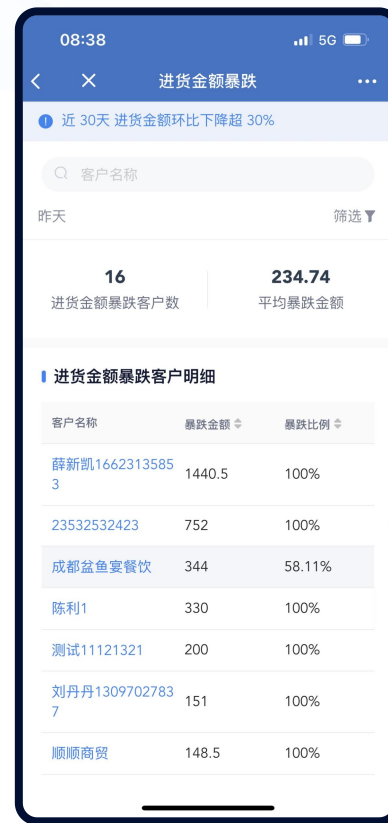 08:38
5G
进货金额暴跌
近 30天 进货金额环比下降超 30%
客户名称
昨天
筛选
16
234.74
进货金额暴跌客户数
平均暴跌金额
进货金额暴跌客户明细
客户名称 暴跌金额 暴跌比例
薛新凯1662313585
3
1440.5 100%
23532532423 752 100%
成都盆鱼宴餐饮 344 58.11%
陈利1 330 100%
测试11121321 200 100%
刘丹丹1309702783
7
151 100%
顺顺商贸 148.5 100%